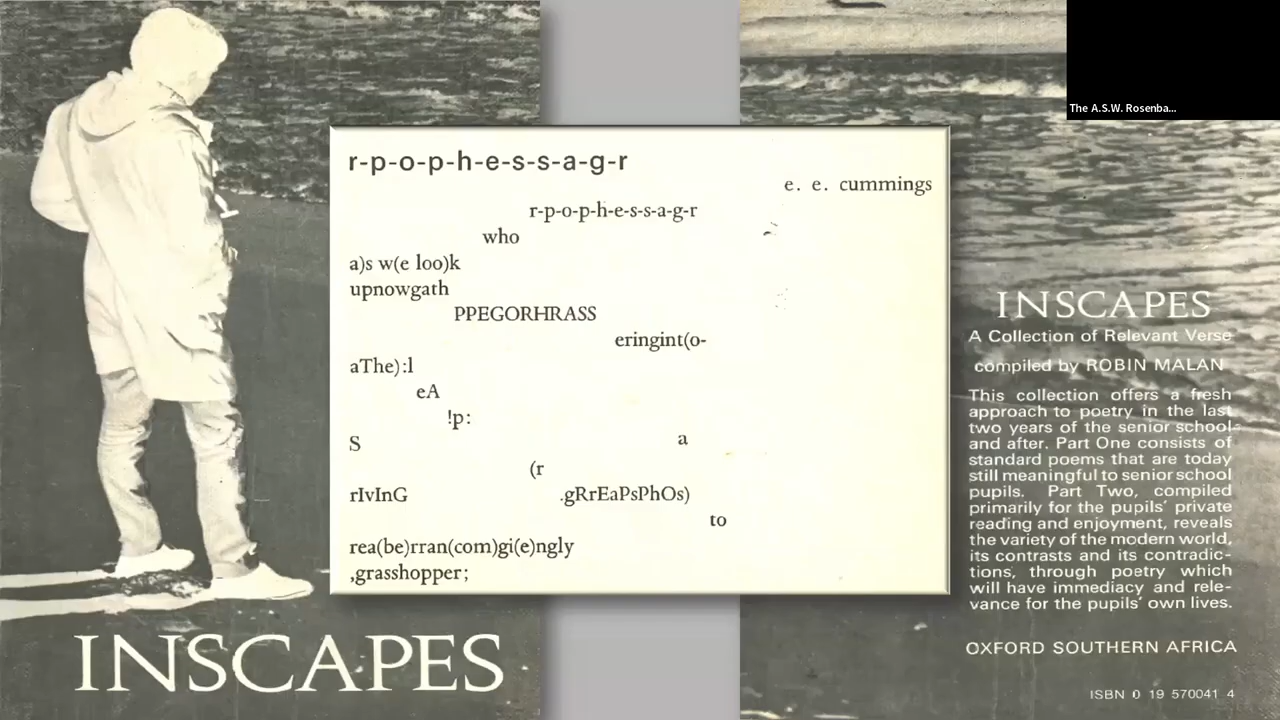 The A.S.W. Rosenba...
r-p-o-p-h-e-s-s-a-g-r
e. e. cummings
r-p-o-p-h-e-s-s-a-g-r
who
a)s w(e loo)k
upnowgath
PPEGORHRASS
eringint(o-
aThe):l
eA
!p:
S a
(r
rIvInG .gRrEaPsPhOs)
to
rea(be)rran(com)gi(e)ngly
,grasshopper;
INSCAPES
INSCAPES
A Collection of Relevant Verse
compiled by ROBIN MALAN
This collection offers a fresh
approach to poetry in the last
two years of the senior school
and after. Part One consists of
standard poems that are today
still meaningful to senior school
pupils. Part Two, compiled
primarily for the pupils' private
reading and enjoyment, reveals
the variety of the modern world,
its contrasts and its contradic-
tions, through poetry which
will have immediacy and rele-
vance for the pupils' own lives.
OXFORD SOUTHERN AFRICA
ISBN 0 19 570041 4